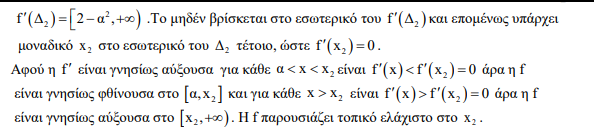 f′(Δ₂)=[2−α²,+∞) .Το μηδέν βρίσκεται στο εσωτερικό του f′(Δ₂) και επομένως υπάρχει
μοναδικό x₂ στο εσωτερικό του Δ₂ τέτοιο, ώστε f′(x₂)=0.
Αφού η f′ είναι γνησίως αύξουσα για κάθε α<x<x₂ είναι f′(x)<f′(x₂)=0 άρα η f
είναι γνησίως φθίνουσα στο [α,x₂] και για κάθε x>x₂ είναι f′(x)>f′(x₂)=0 άρα η f
είναι γνησίως αύξουσα στο [x₂,+∞). Η f παρουσιάζει τοπικό ελάχιστο στο x₂.